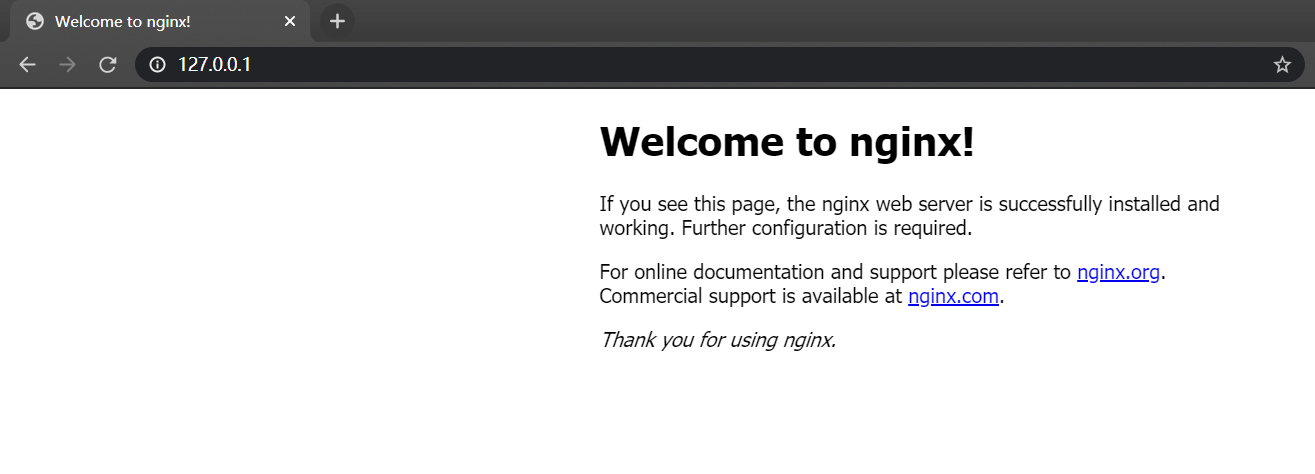 Welcome to nginx!
127.0.0.1
Welcome to nginx!
If you see this page, the nginx web server is successfully installed and
working. Further configuration is required.
For online documentation and support please refer to nginx.org.
Commercial support is available at nginx.com.
Thank you for using nginx.